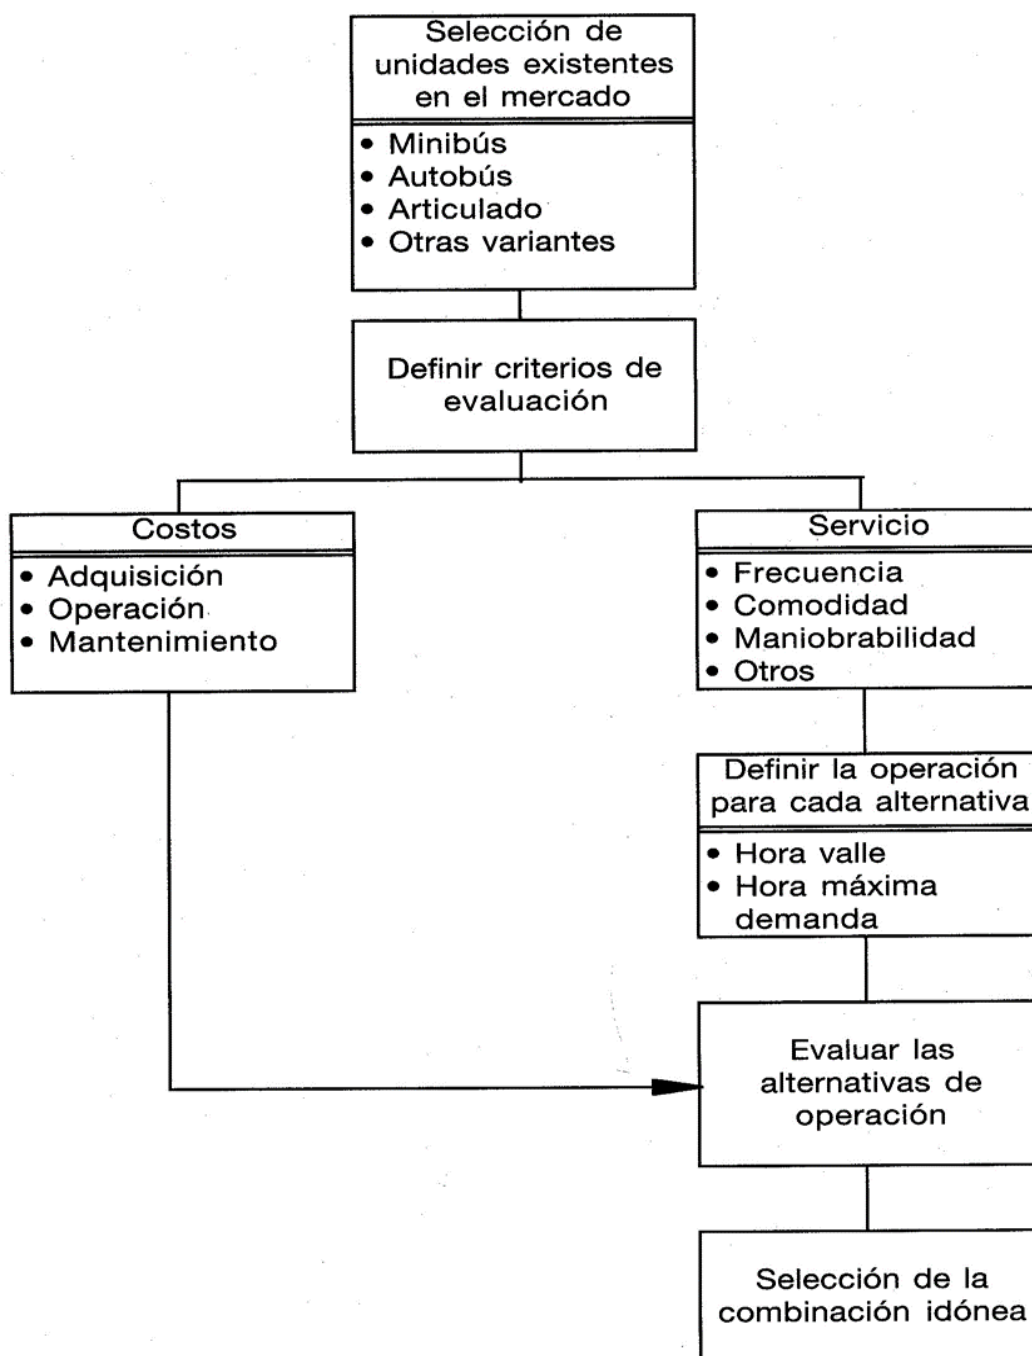 Selección de
unidades existentes
en el mercado
• Minibús
• Autobús
• Articulado
• Otras variantes
Definir criterios de
evaluación
Costos
• Adquisición
• Operación
• Mantenimiento
Servicio
• Frecuencia
• Comodidad
• Maniobrabilidad
• Otros
Definir la operación
para cada alternativa
• Hora valle
• Hora máxima
demanda
Evaluar las
alternativas de
operación
Selección de la
combinación idónea